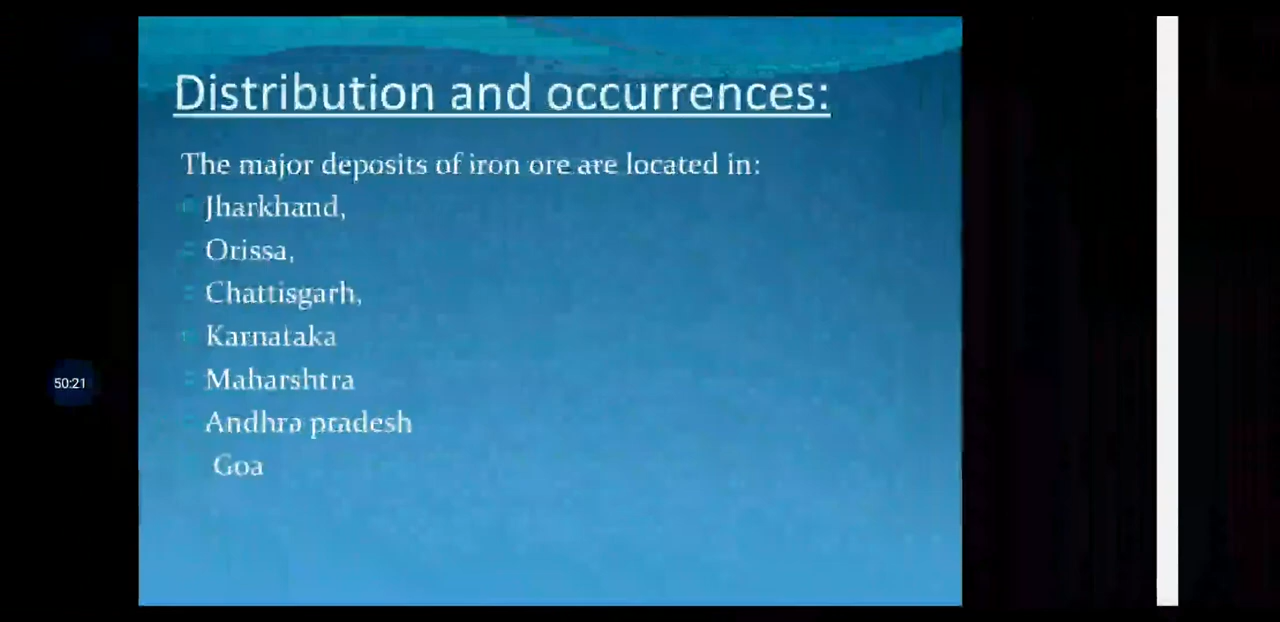 Distribution and occurrences:
The major deposits of iron ore are located in:
Jharkhand,
Orissa,
Chattisgarh,
Karnataka
Maharshtra
Andhra pradesh
Goa
50:21